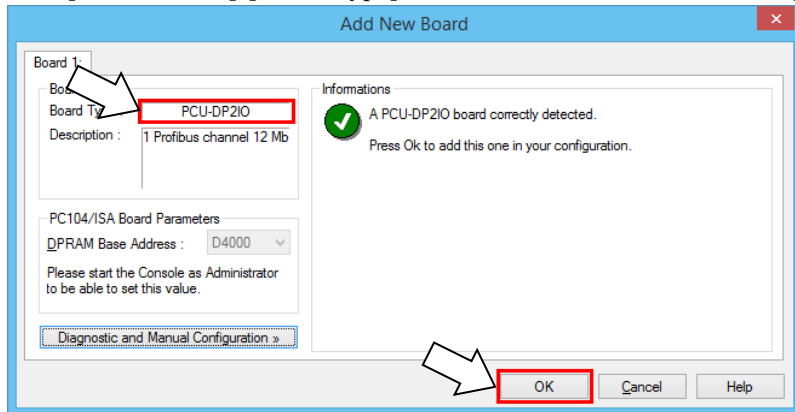 Add New Board
Board 1:
Board Ty
PCU-DP2IO
Description :
1 Profibus channel 12 Mb
PC104/ISA Board Parameters
DPRAM Base Address :
D4000
Please start the Console as Administrator
to be able to set this value.
Diagnostic and Manual Configuration »
Informations
A PCU-DP2IO board correctly detected.
Press Ok to add this one in your configuration.
OK
Cancel
Help